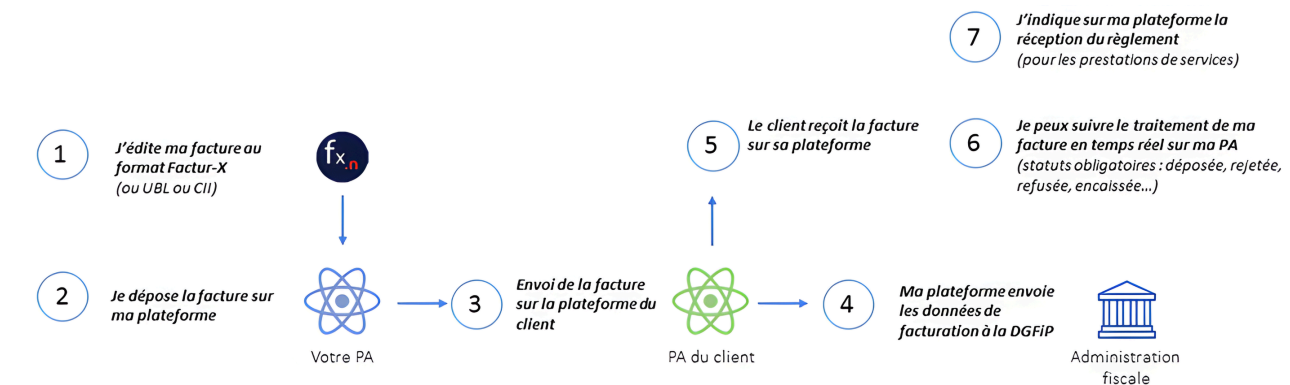 1
J'édite ma facture au
format Factur-X
(ou UBL ou CII)
fx.n
2
Je dépose la facture sur
ma plateforme
Votre PA
3
Envoi de la facture
sur la plateforme du
client
PA du client
4
Ma plateforme envoie
les données de
facturation à la DGFiP
Administration
fiscale
5
Le client reçoit la facture
sur sa plateforme
6
Je peux suivre le traitement de ma
facture en temps réel sur ma PA
(statuts obligatoires : déposée, rejetée,
refusée, encaissée...)
7
J'indique sur ma plateforme la
réception du règlement
(pour les prestations de services)